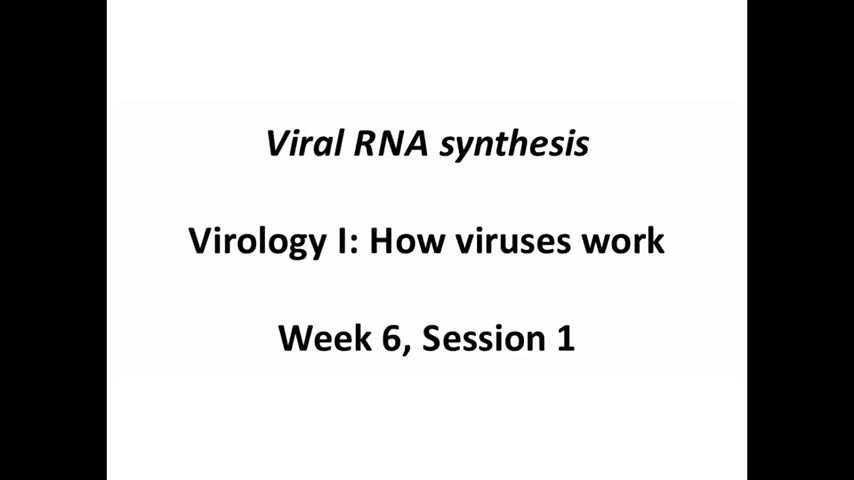 Viral RNA synthesis
Virology I: How viruses work
Week 6, Session 1